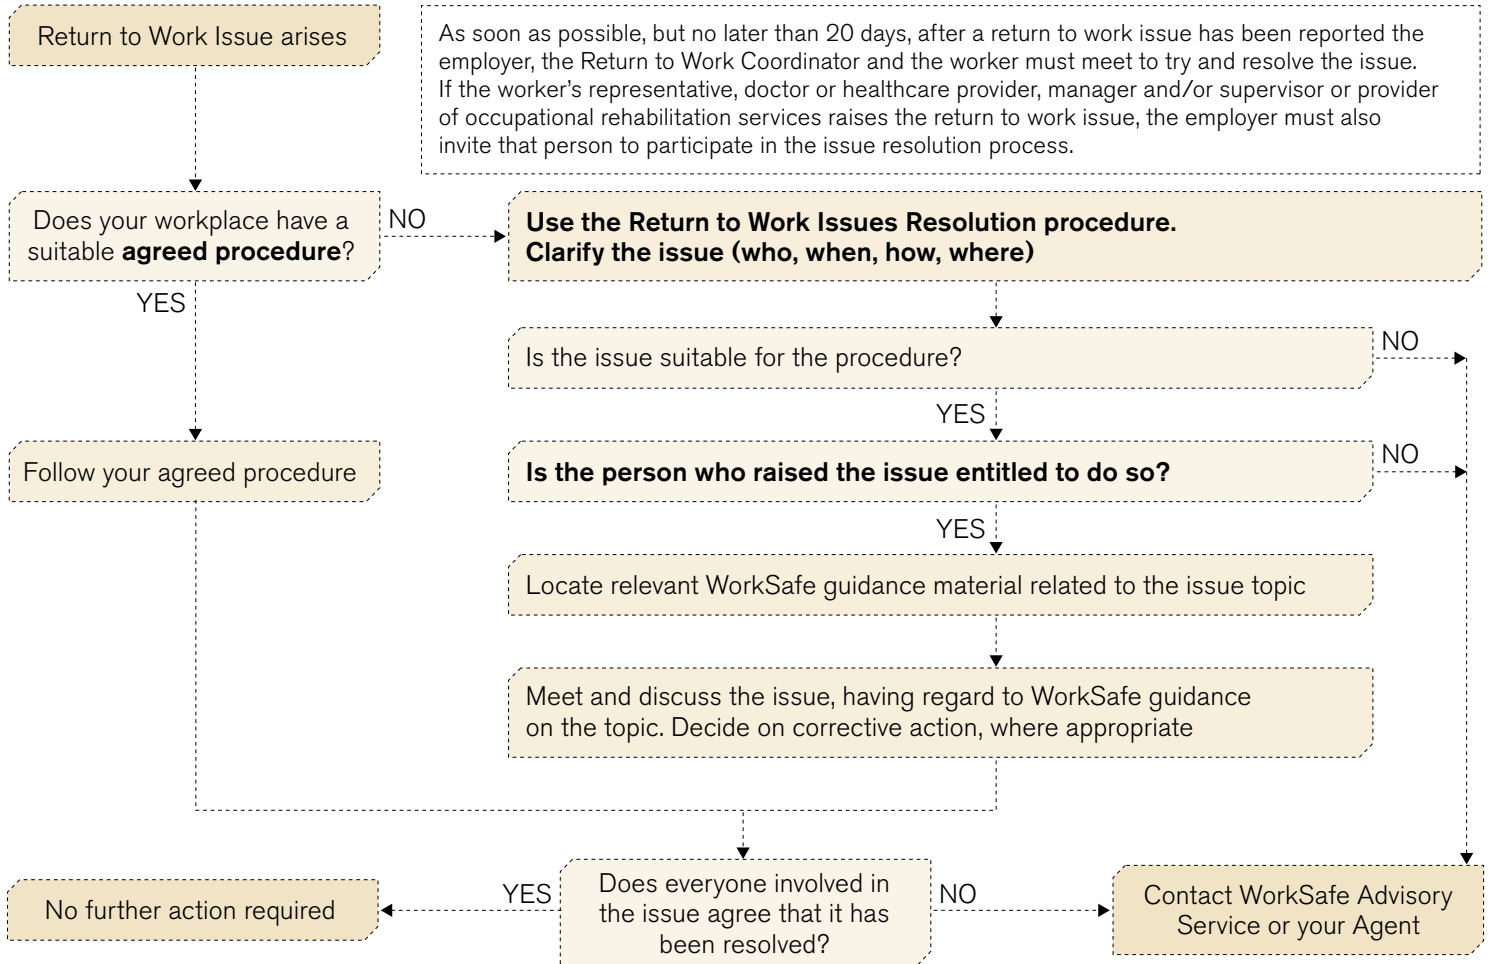 Return to Work Issue arises
As soon as possible, but no later than 20 days, after a return to work issue has been reported the
employer, the Return to Work Coordinator and the worker must meet to try and resolve the issue.
If the worker's representative, doctor or healthcare provider, manager and/or supervisor or provider
of occupational rehabilitation services raises the return to work issue, the employer must also
invite that person to participate in the issue resolution process.
Does your workplace have a
suitable agreed procedure?
NO
Use the Return to Work Issues Resolution procedure.
Clarify the issue (who, when, how, where)
YES
Is the issue suitable for the procedure?
NO
YES
Follow your agreed procedure
Is the person who raised the issue entitled to do so?
NO
YES
Locate relevant WorkSafe guidance material related to the issue topic
Meet and discuss the issue, having regard to WorkSafe guidance
on the topic. Decide on corrective action, where appropriate
No further action required
YES
Does everyone involved in
the issue agree that it has
been resolved?
NO
Contact WorkSafe Advisory
Service or your Agent